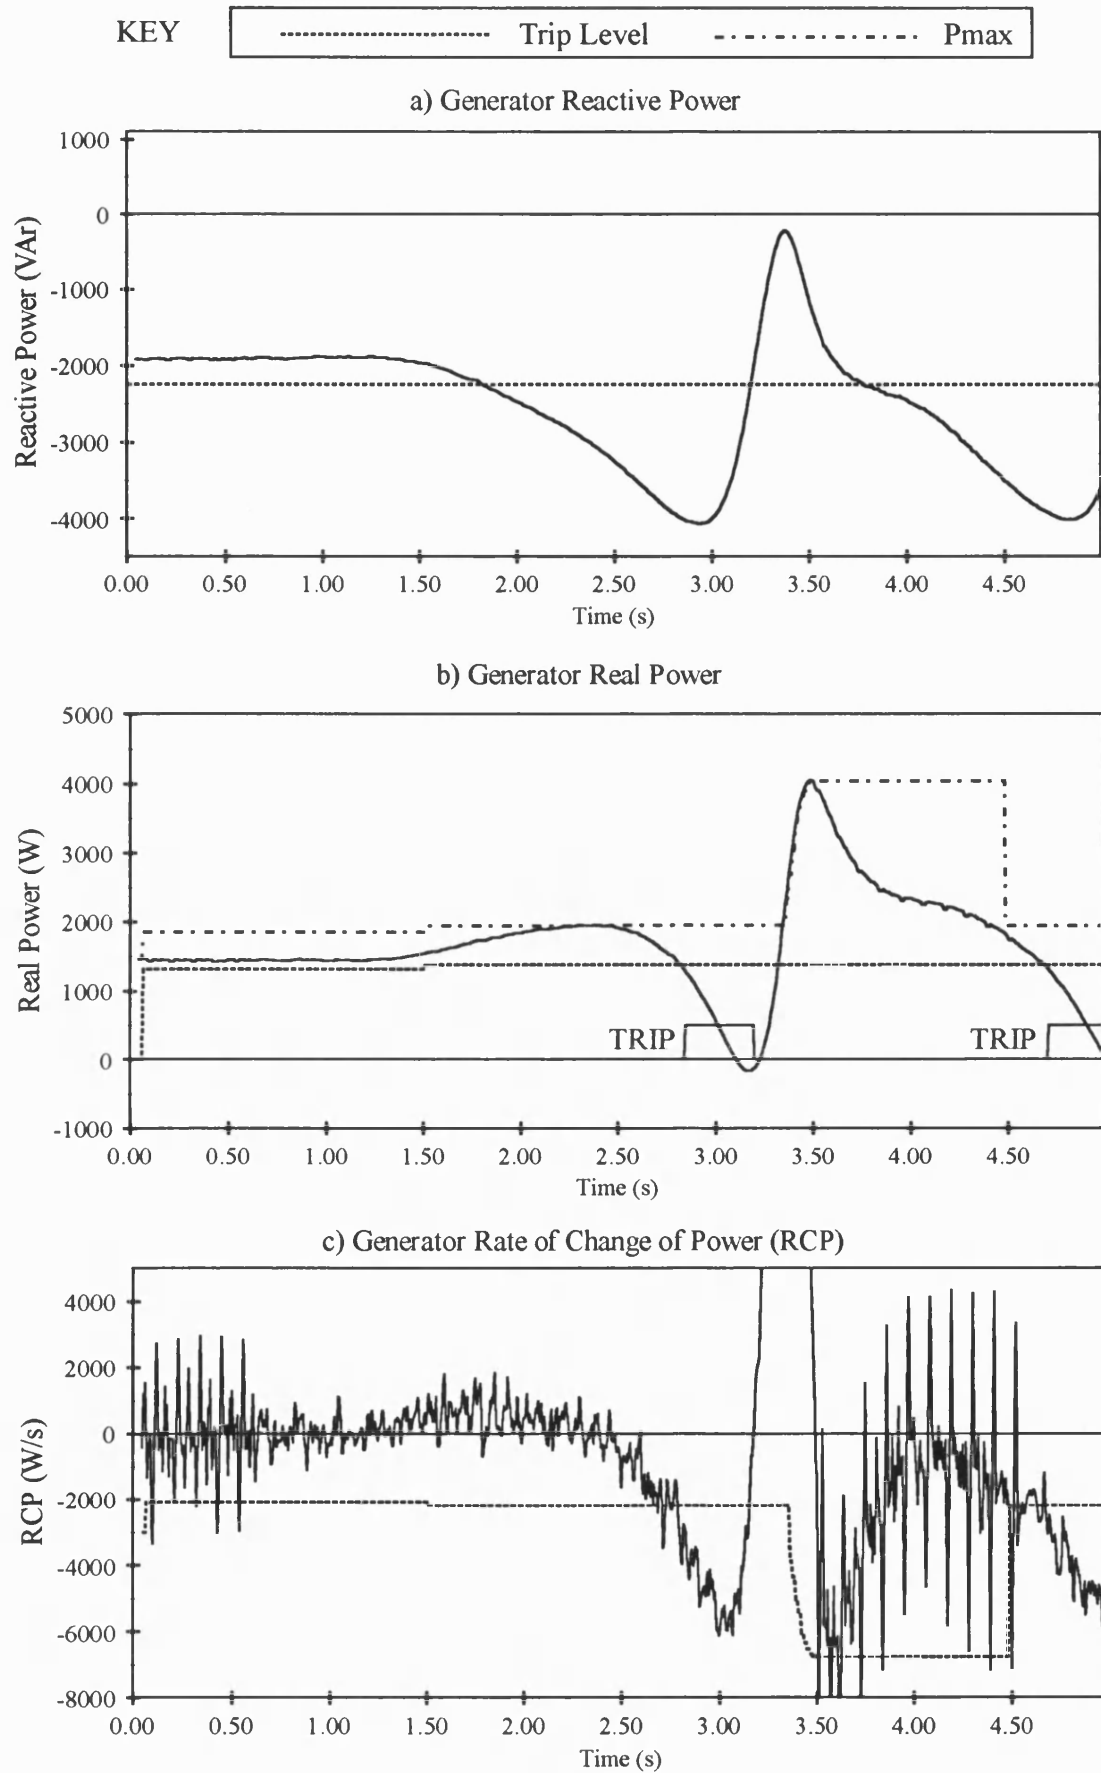 KEY Trip Level Pmax
a) Generator Reactive Power
Reactive Power (VAr)
1000
0
-1000
-2000
-3000
-4000
0.00 0.50 1.00 1.50 2.00 2.50 3.00 3.50 4.00 4.50
Time (s)
b) Generator Real Power
Real Power (W)
5000
4000
3000
2000
1000
TRIP TRIP
0
-1000
0.00 0.50 1.00 1.50 2.00 2.50 3.00 3.50 4.00 4.50
Time (s)
c) Generator Rate of Change of Power (RCP)
RCP (W/s)
4000
2000
0
-2000
-4000
-6000
-8000
0.00 0.50 1.00 1.50 2.00 2.50 3.00 3.50 4.00 4.50
Time (s)